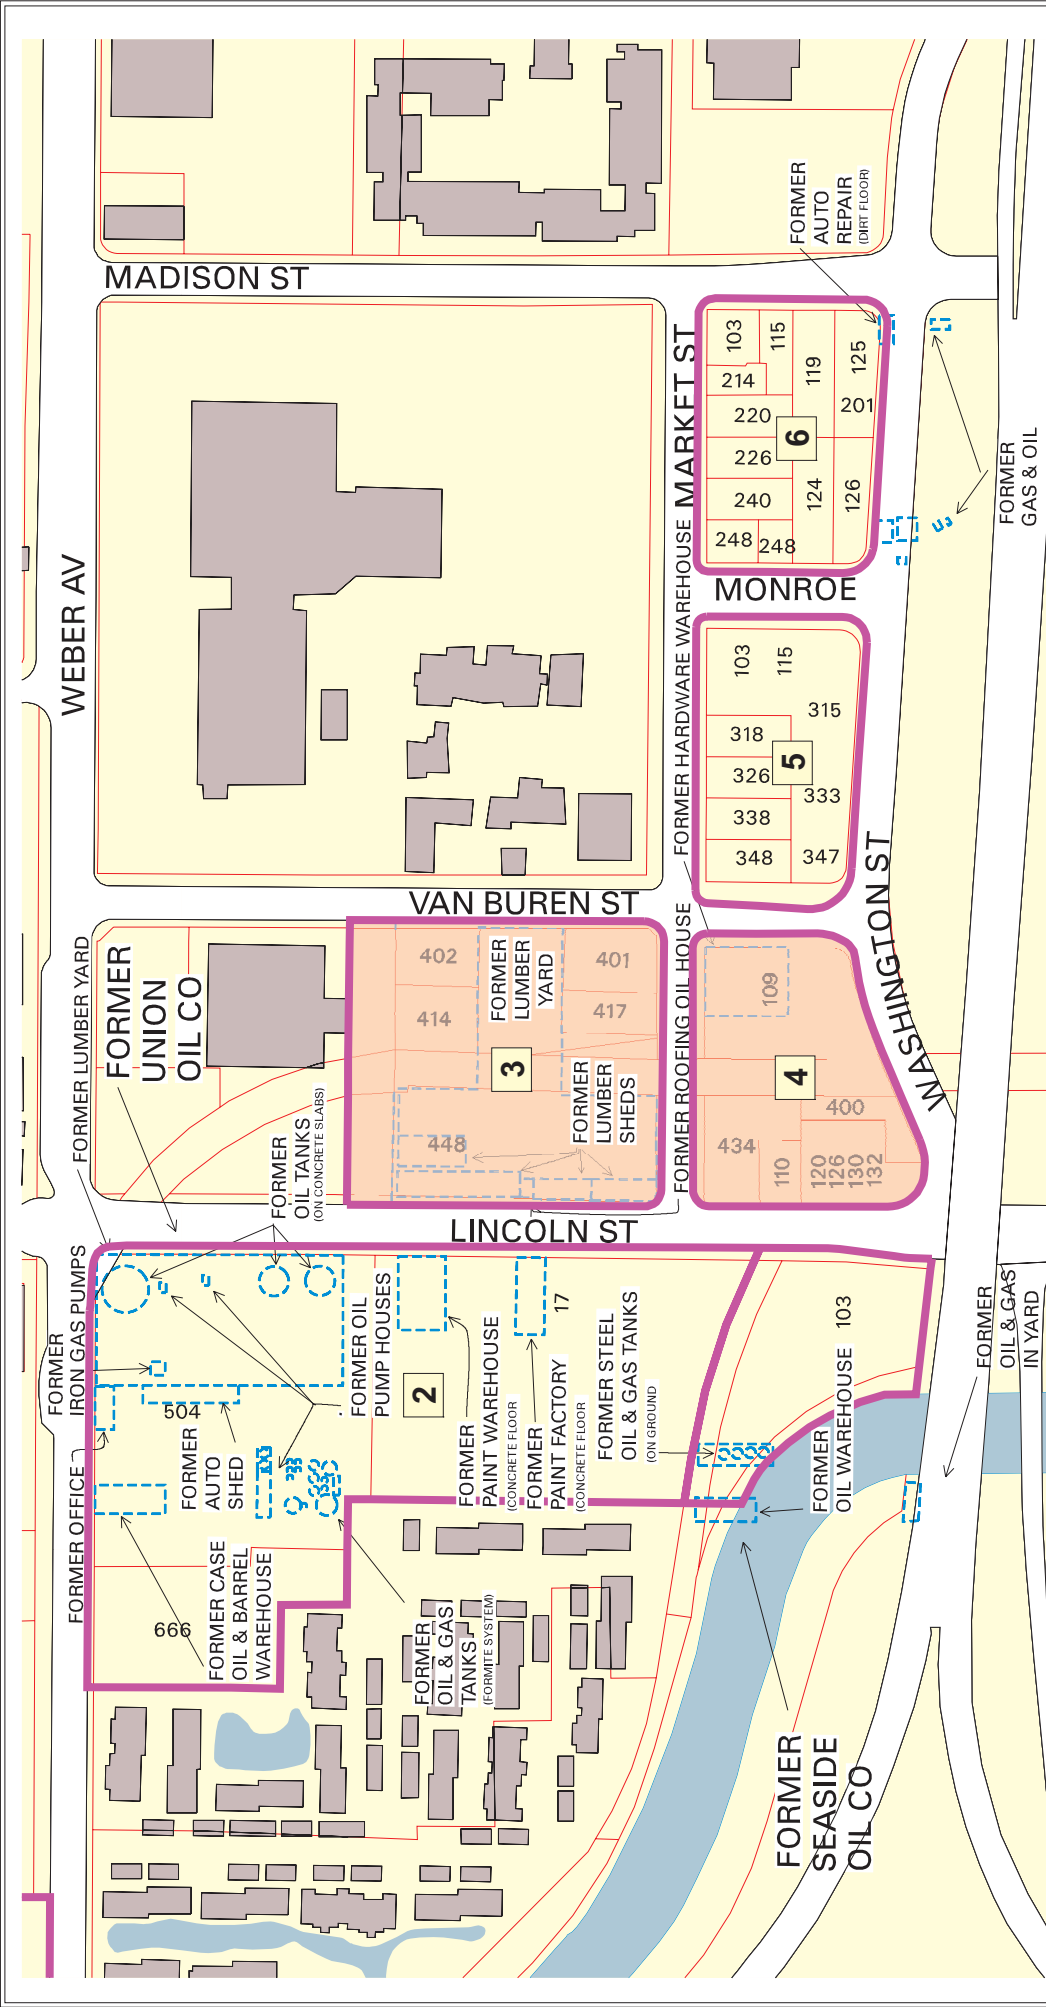 MADISON ST
FORMER
AUTO
REPAIR
(DIRT FLOOR)
WEBER AV
MARKET ST
103
115
119
125
214
220
201
6
226
240
124
126
248
248
FORMER
GAS & OIL
MONROE
FORMER HARDWARE WAREHOUSE
103
115
315
318
5
326
333
338
348
347
WASHINGTON ST
VAN BUREN ST
FORMER LUMBER YARD
FORMER
UNION
OIL CO
402
FORMER
LUMBER
YARD
401
414
417
3
FORMER
LUMBER
SHEDS
448
FORMER ROOFING OIL HOUSE
109
4
400
434
110
120
126
130
132
FORMER
OIL TANKS
(ON CONCRETE SLABS)
LINCOLN ST
FORMER
IRON GAS PUMPS
FORMER OIL
PUMP HOUSES
17
103
2
504
FORMER OFFICE
FORMER
AUTO
SHED
FORMER
PAINT WAREHOUSE
(CONCRETE FLOOR
FORMER
PAINT FACTORY
(CONCRETE FLOOR
FORMER STEEL
OIL & GAS TANKS
(ON GROUND)
FORMER
OIL WAREHOUSE
FORMER
OIL & GAS
IN YARD
666
FORMER CASE
OIL & BARREL
WAREHOUSE
FORMER
OIL & GAS
TANKS
(FORMITE SYSTEM)
FORMER
SEASIDE
OIL CO